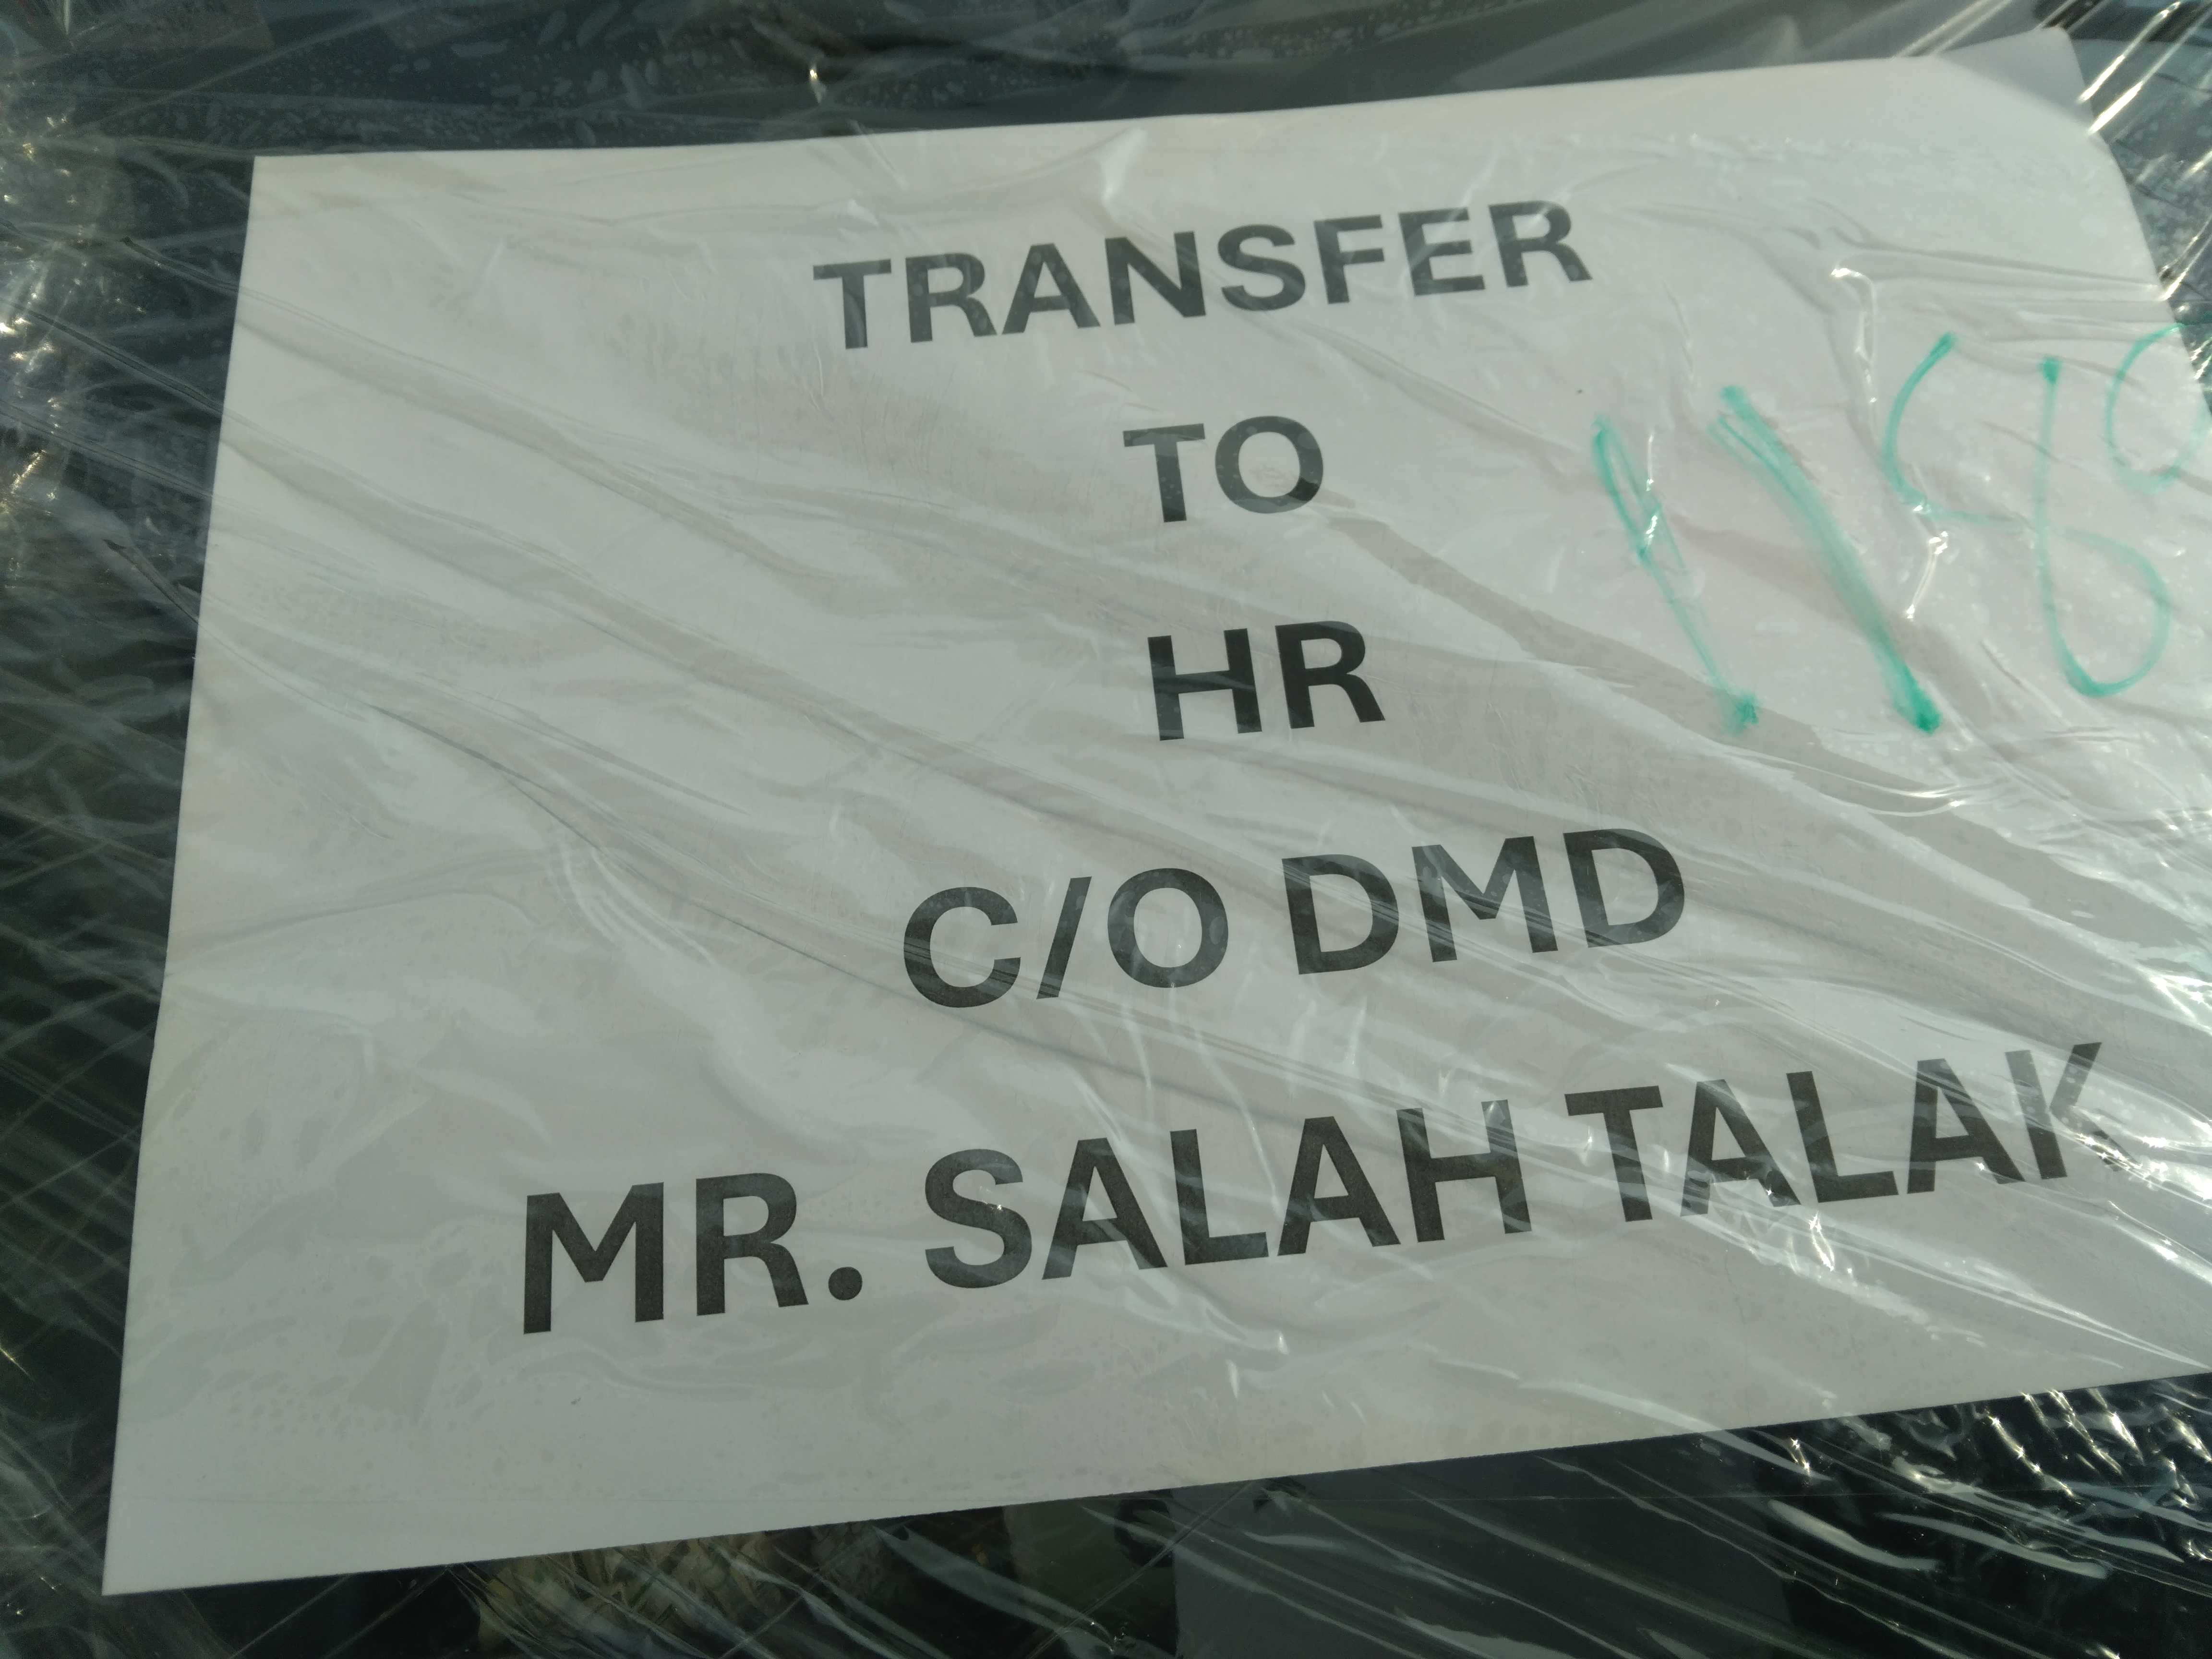 TRANSFER
TO
HR
C/O DMD
MR. SALAH TALAK